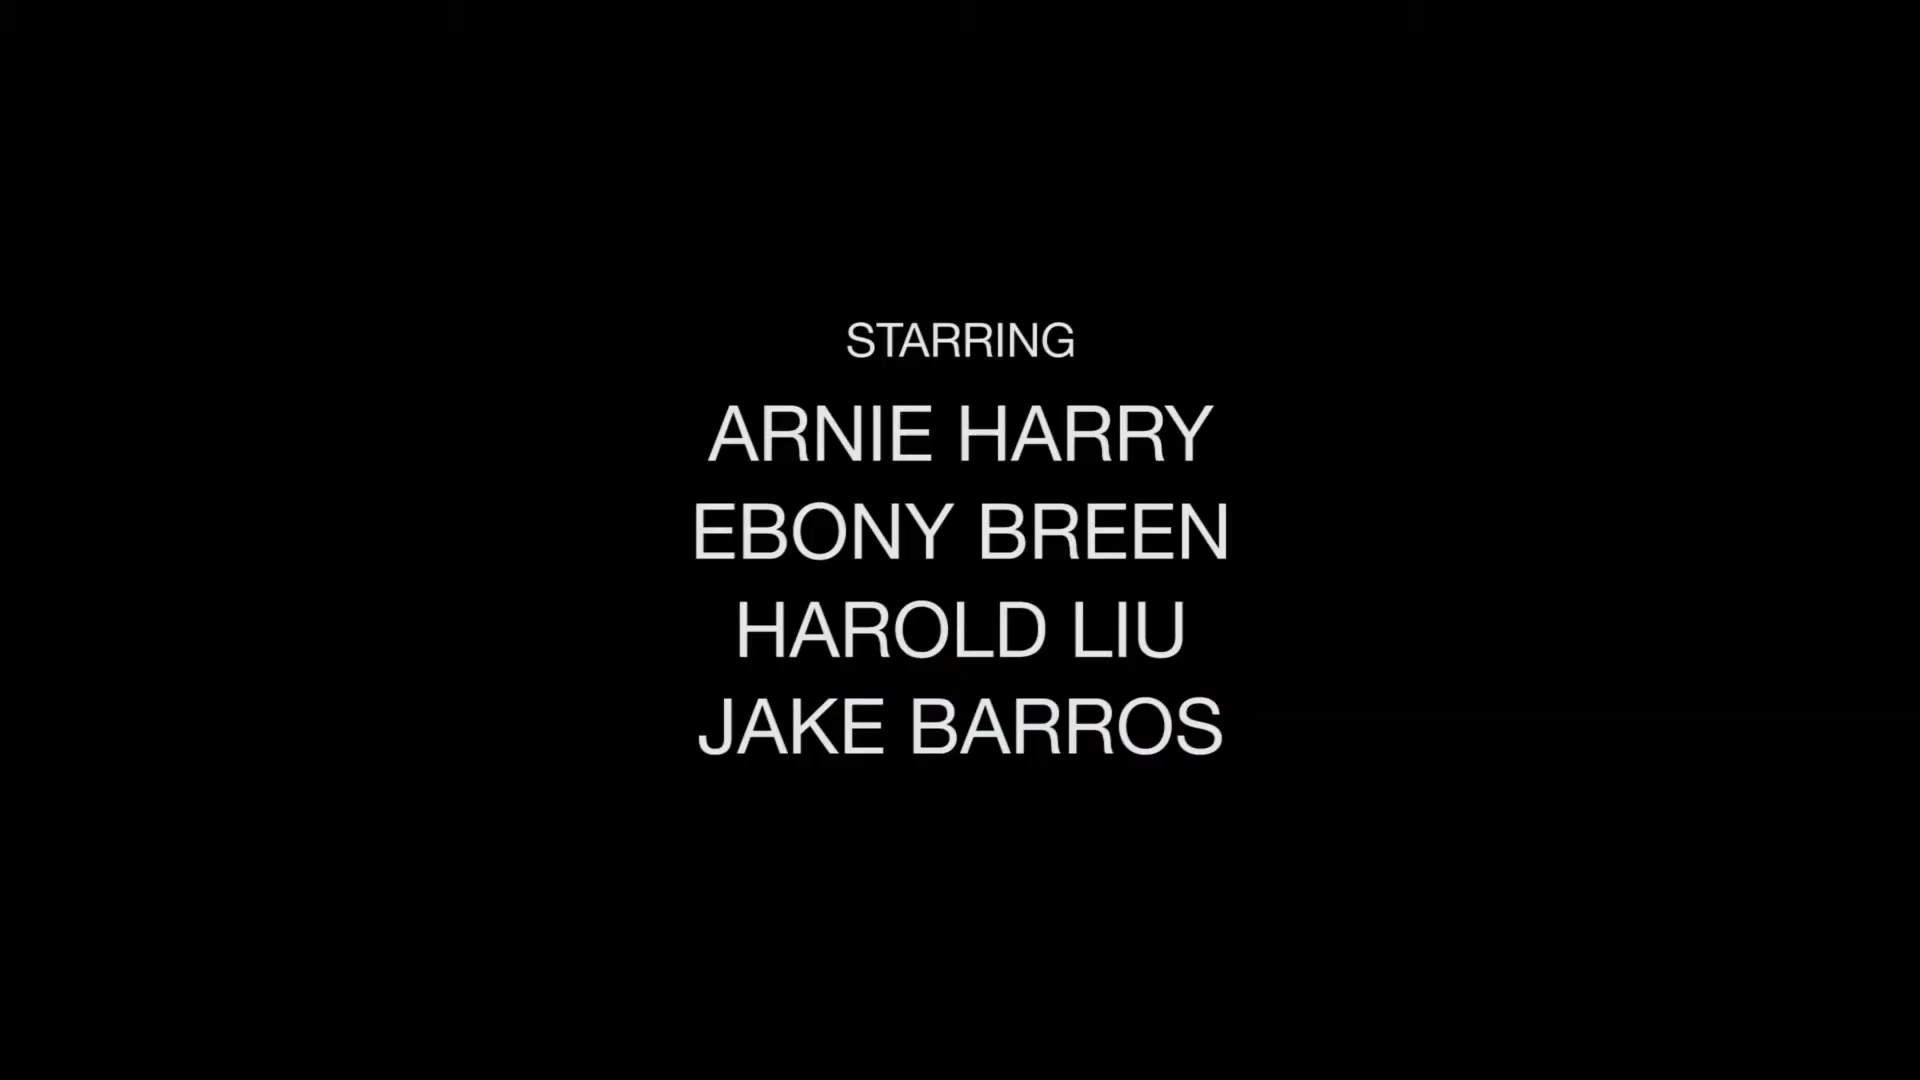 STARRING
ARNIE HARRY
EBONY BREEN
HAROLD LIU
JAKE BARROS